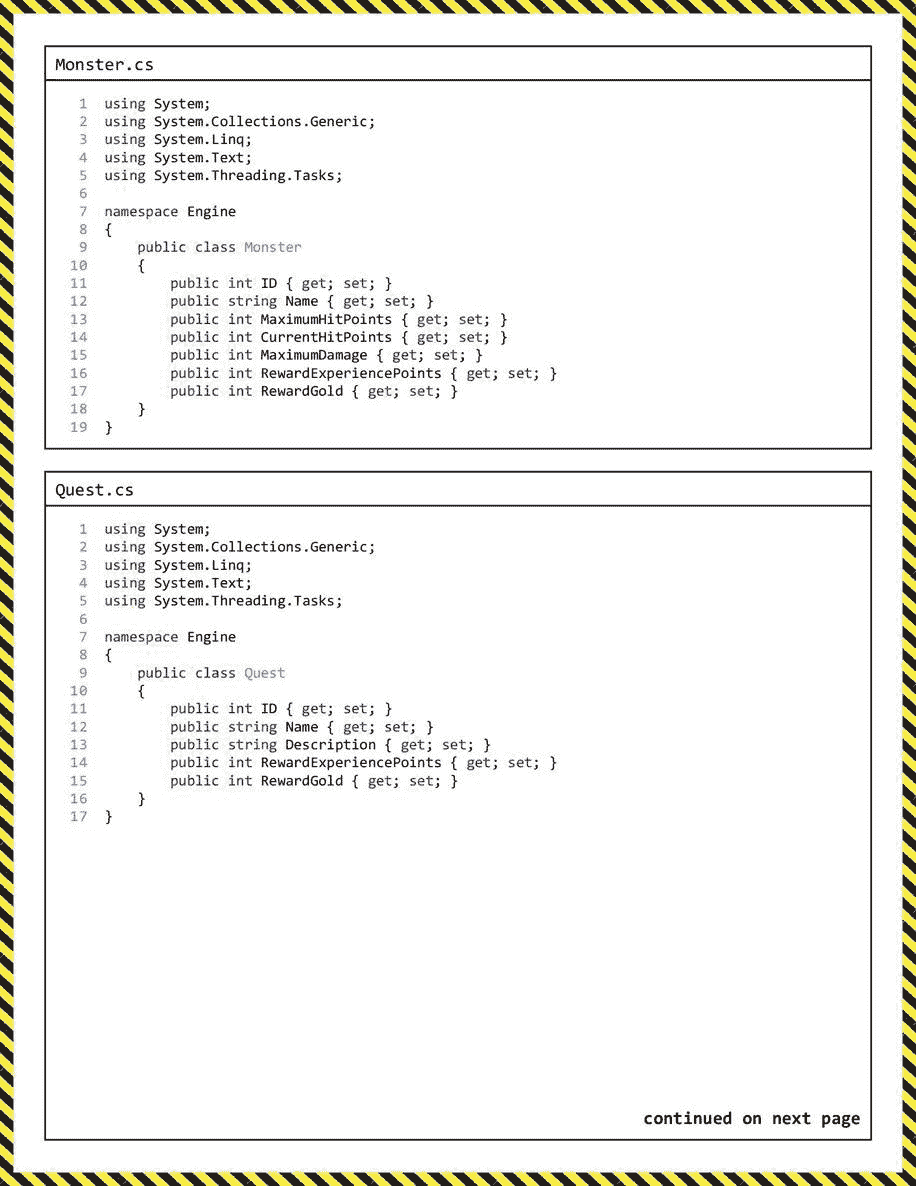 Monster.cs
1 using System;
2 using System.Collections.Generic;
3 using System.Linq;
4 using System.Text;
5 using System.Threading.Tasks;
6
7 namespace Engine
8 {
9     public class Monster
10     {
11         public int ID { get; set; }
12         public string Name { get; set; }
13         public int MaximumHitPoints { get; set; }
14         public int CurrentHitPoints { get; set; }
15         public int MaximumDamage { get; set; }
16         public int RewardExperiencePoints { get; set; }
17         public int RewardGold { get; set; }
18     }
19 }
Quest.cs
1 using System;
2 using System.Collections.Generic;
3 using System.Linq;
4 using System.Text;
5 using System.Threading.Tasks;
6
7 namespace Engine
8 {
9     public class Quest
10     {
11         public int ID { get; set; }
12         public string Name { get; set; }
13         public string Description { get; set; }
14         public int RewardExperiencePoints { get; set; }
15         public int RewardGold { get; set; }
16     }
17 }
continued on next page